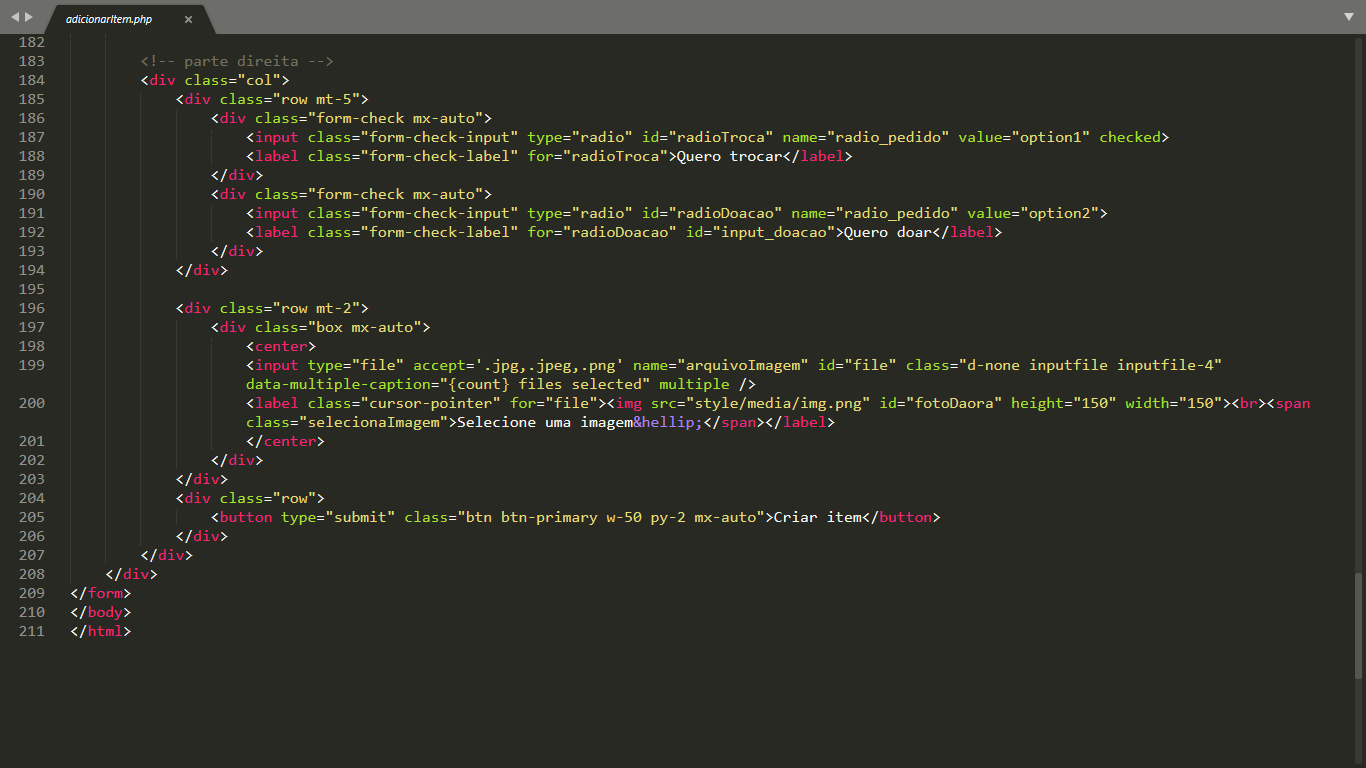 adicionarItem.php ×
182
183 <!-- parte direita -->
184 <div class="col">
185 <div class="row mt-5">
186 <div class="form-check mx-auto">
187 <input class="form-check-input" type="radio" id="radioTroca" name="radio_pedido" value="option1" checked>
188 <label class="form-check-label" for="radioTroca">Quero trocar</label>
189 </div>
190 <div class="form-check mx-auto">
191 <input class="form-check-input" type="radio" id="radioDoacao" name="radio_pedido" value="option2">
192 <label class="form-check-label" for="radioDoacao" id="input_doacao">Quero doar</label>
193 </div>
194 </div>
195
196 <div class="row mt-2">
197 <div class="box mx-auto">
198 <center>
199 <input type="file" accept='.jpg,.jpeg,.png' name="arquivoImagem" id="file" class="d-none inputfile inputfile-4"
data-multiple-caption="{count} files selected" multiple />
200 <label class="cursor-pointer" for="file"><img src="style/media/img.png" id="fotoDaora" height="150" width="150"><br><span
class="selecionaImagem">Selecione uma imagem&hellip;</span></label>
201 </center>
202 </div>
203 </div>
204 <div class="row">
205 <button type="submit" class="btn btn-primary w-50 py-2 mx-auto">Criar item</button>
206 </div>
207 </div>
208 </div>
209 </form>
210 </body>
211 </html>